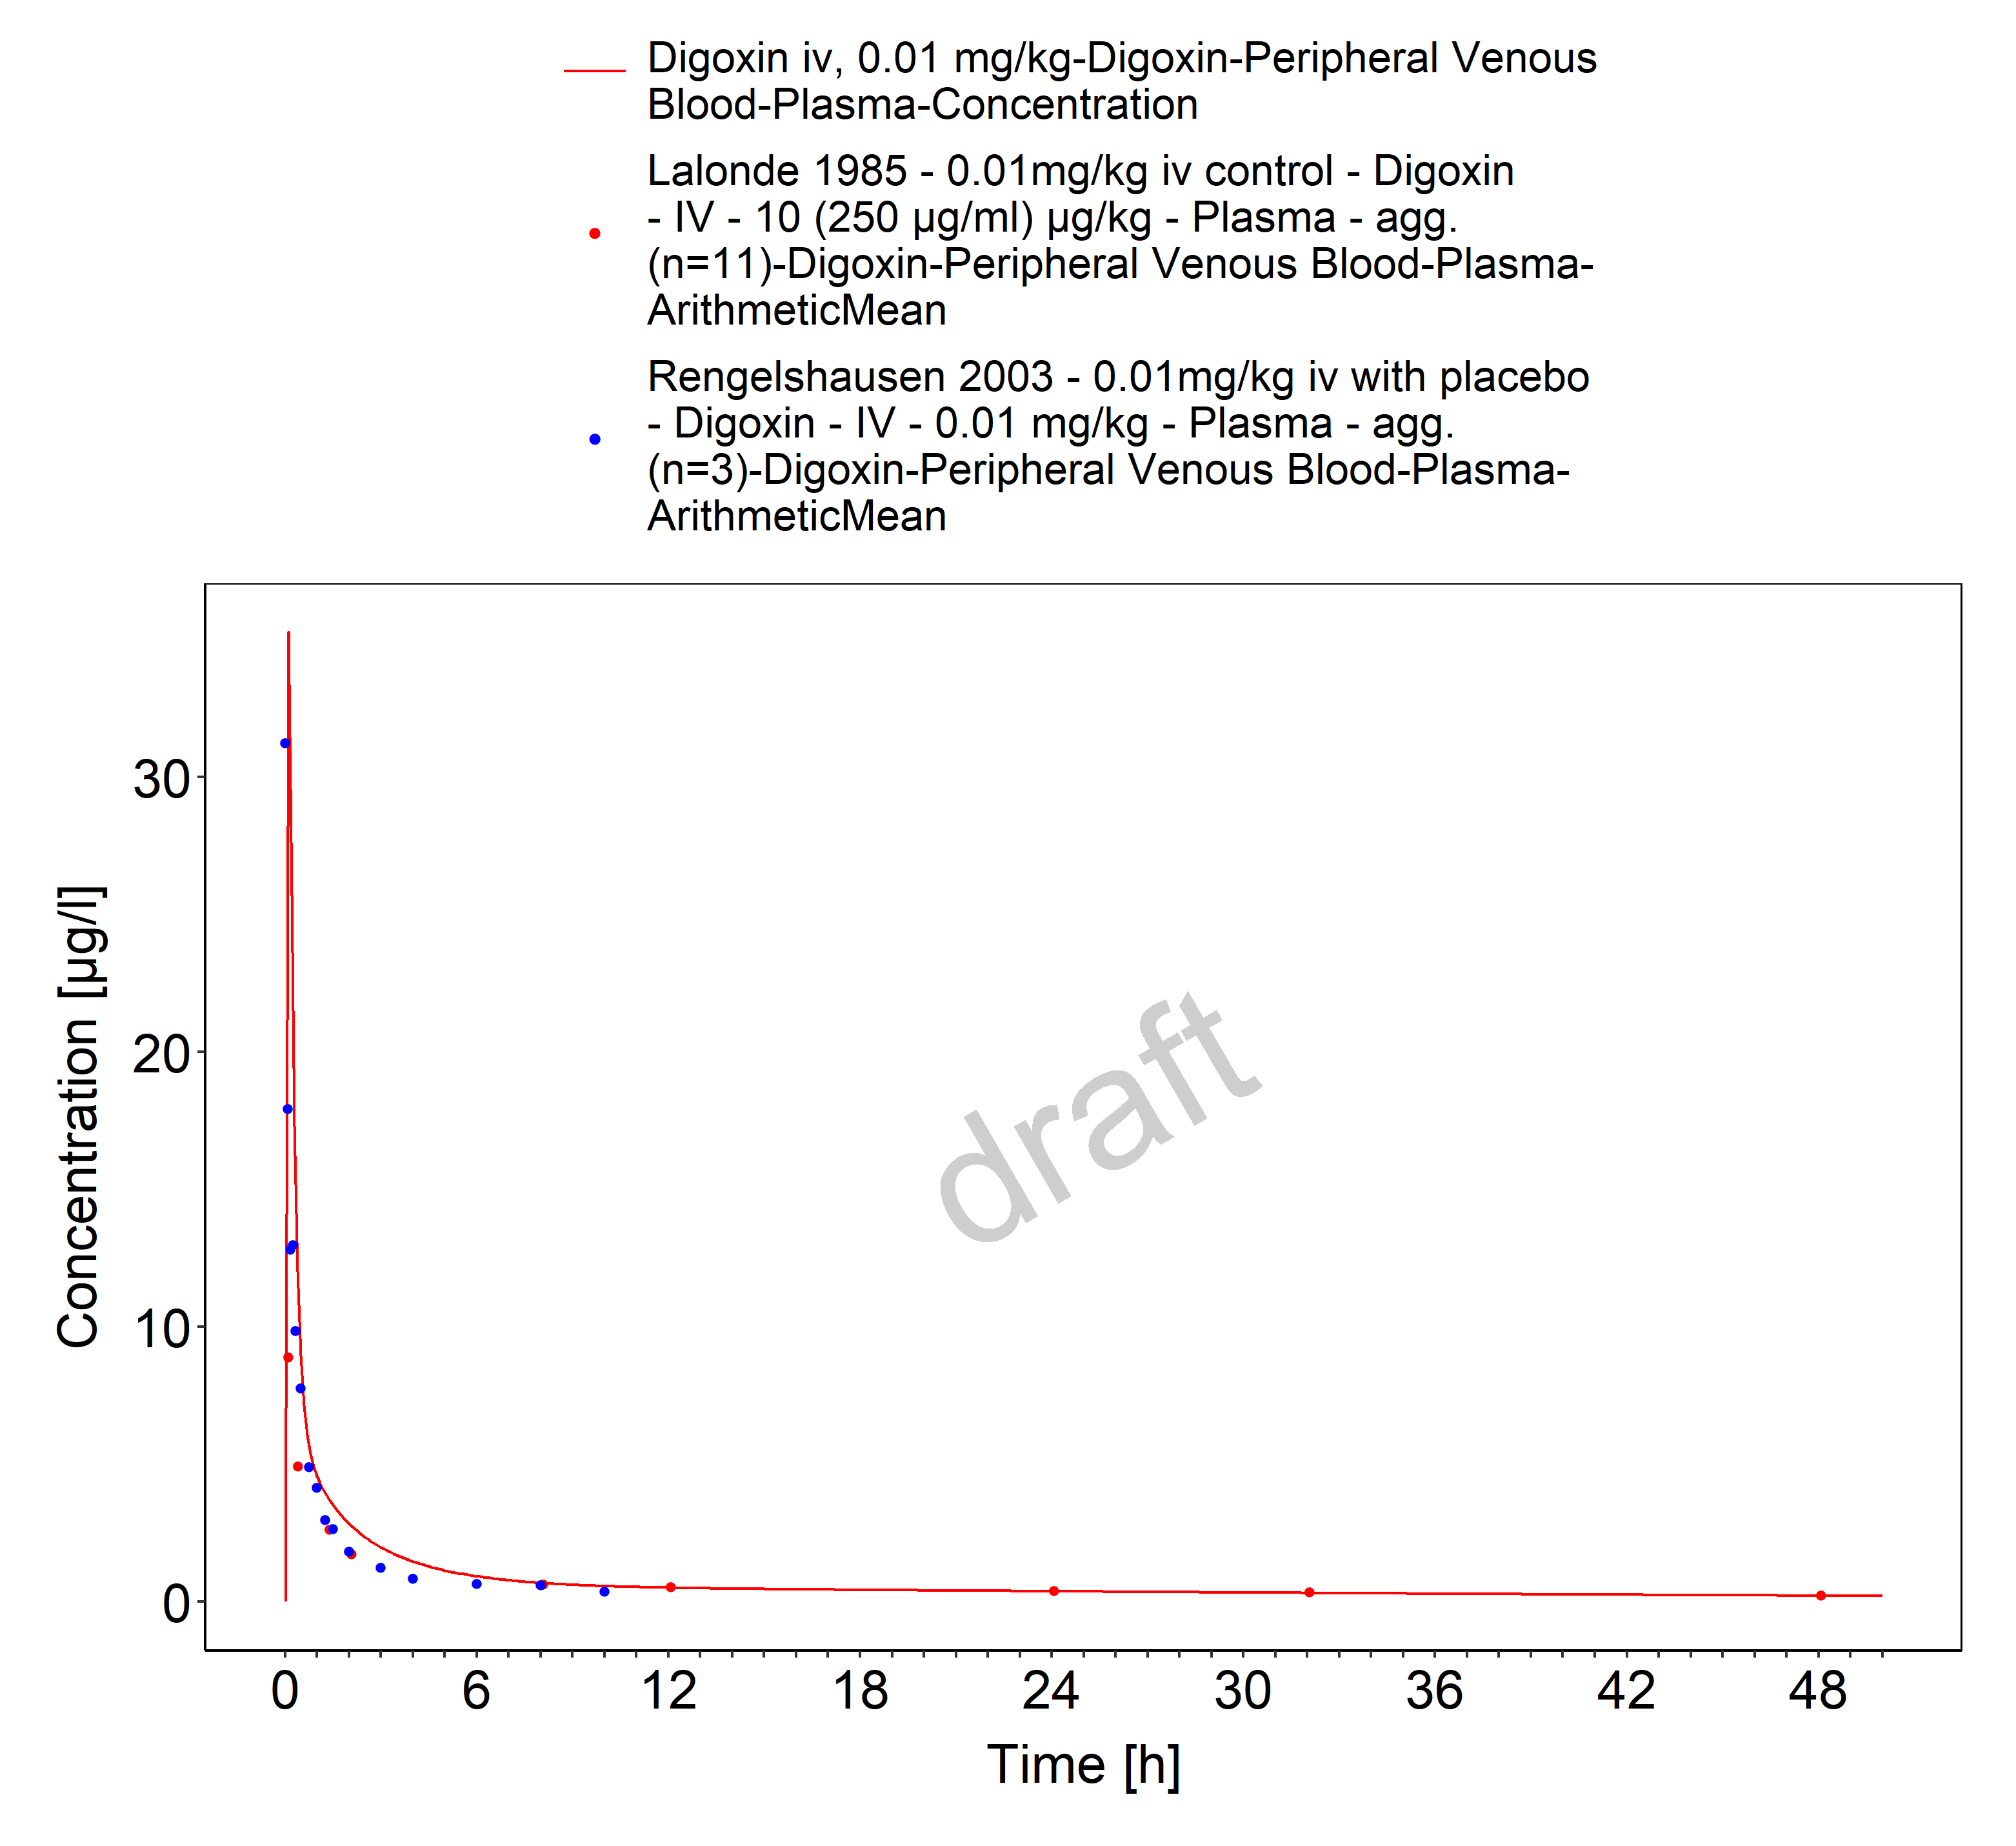 Digoxin iv, 0.01 mg/kg-Digoxin-Peripheral Venous
Blood-Plasma-Concentration
Lalonde 1985 - 0.01mg/kg iv control - Digoxin
- IV - 10 (250 µg/ml) µg/kg - Plasma - agg.
(n=11)-Digoxin-Peripheral Venous Blood-Plasma-
ArithmeticMean
Rengelshausen 2003 - 0.01mg/kg iv with placebo
- Digoxin - IV - 0.01 mg/kg - Plasma - agg.
(n=3)-Digoxin-Peripheral Venous Blood-Plasma-
ArithmeticMean
Concentration [µg/l]
30
20
10
0
draft
0 6 12 18 24 30 36 42 48
Time [h]